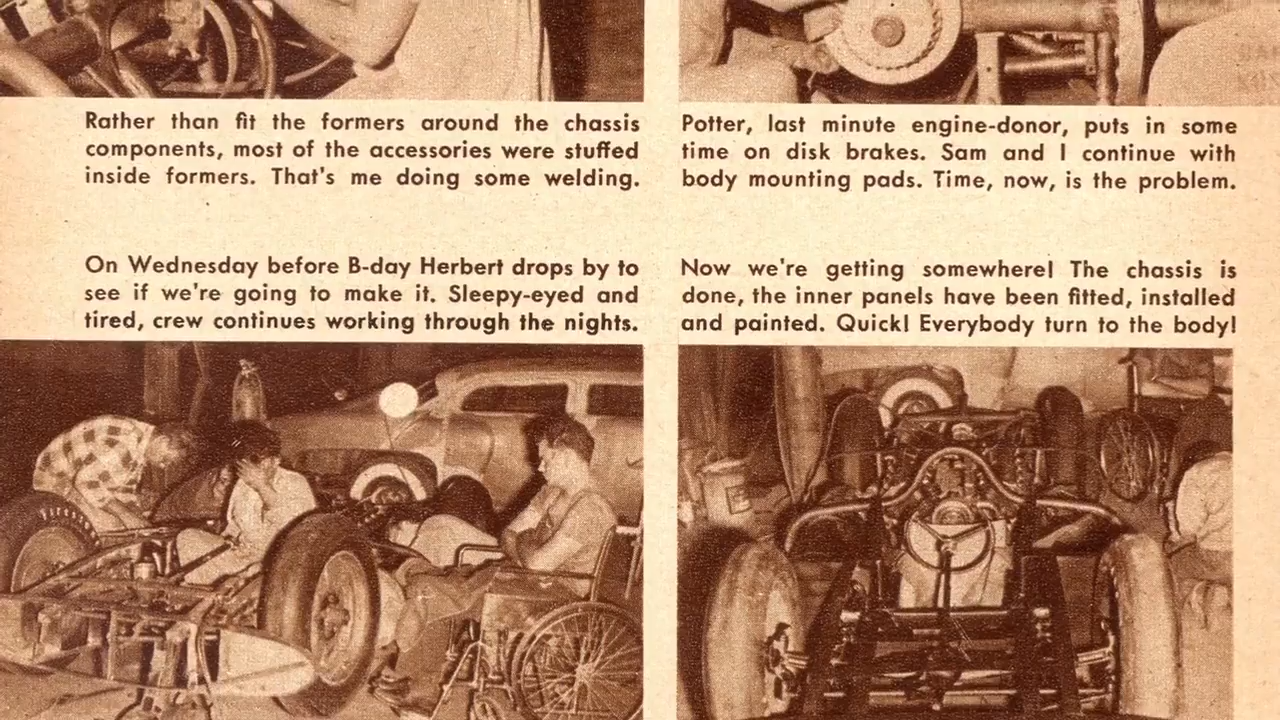 Rather than fit the formers around the chassis
components, most of the accessories were stuffed
inside formers. That's me doing some welding.
Potter, last minute engine-donor, puts in some
time on disk brakes. Sam and I continue with
body mounting pads. Time, now, is the problem.
On Wednesday before B-day Herbert drops by to
see if we're going to make it. Sleepy-eyed and
tired, crew continues working through the nights.
Now we're getting somewhere! The chassis is
done, the inner panels have been fitted, installed
and painted. Quick! Everybody turn to the body!
Firestone